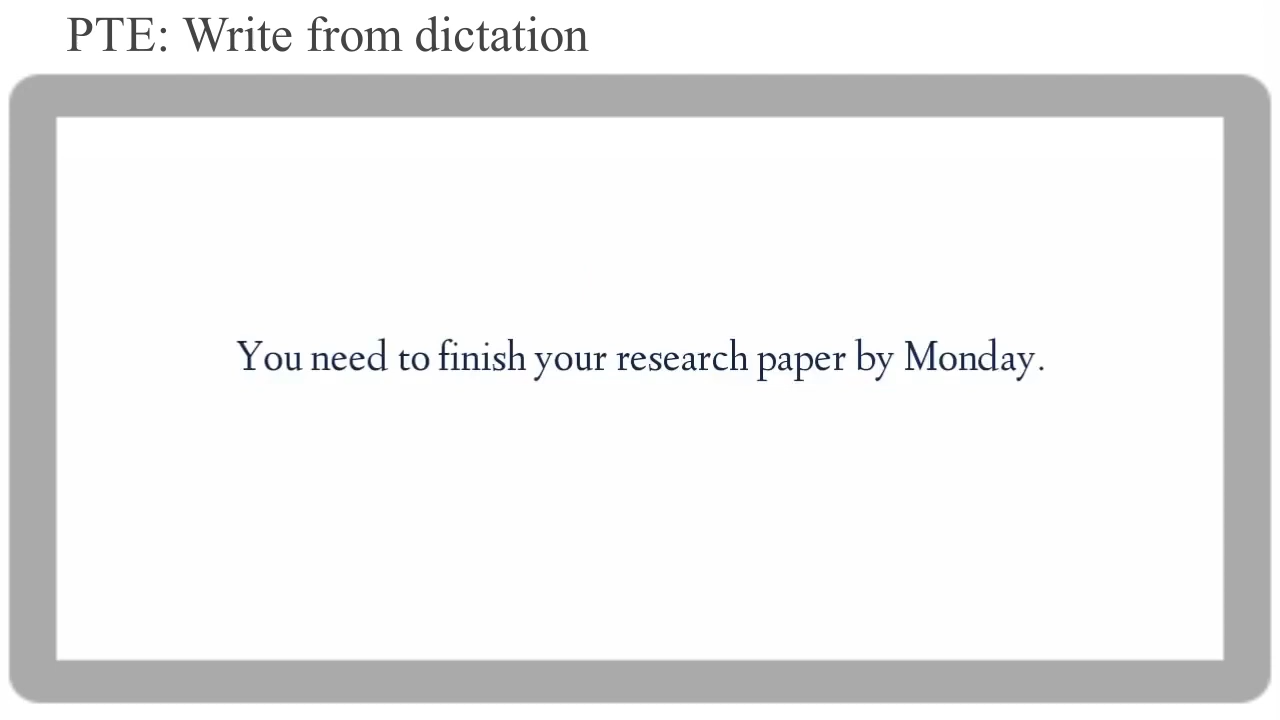 PTE: Write from dictation
You need to finish your research paper by Monday.